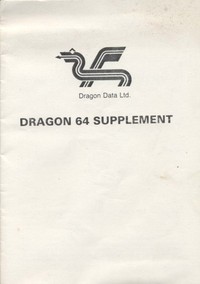 Dragon Data Ltd.
DRAGON 64 SUPPLEMENT